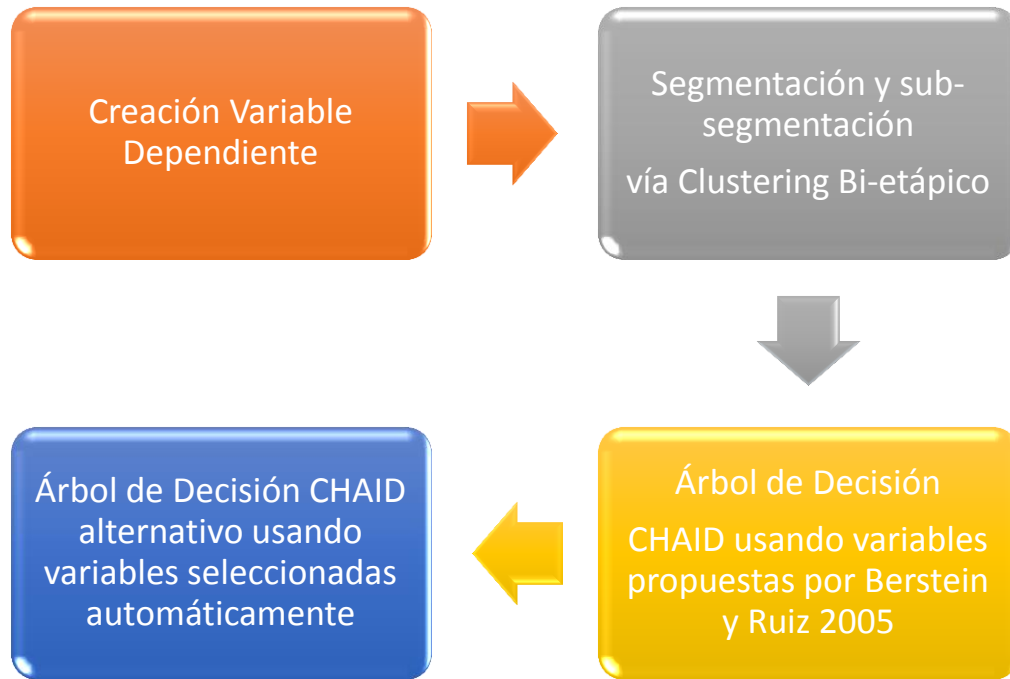 Creación Variable
Dependiente
Segmentación y sub-
segmentación
vía Clustering Bi-etápico
Árbol de Decisión
CHAID usando variables
propuestas por Berstein
y Ruiz 2005
Árbol de Decisión CHAID
alternativo usando
variables seleccionadas
automáticamente